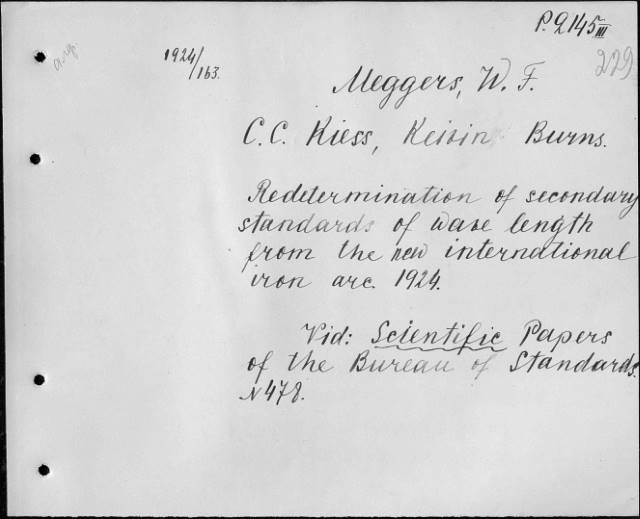 P. 2145 III
1924/163.
229
Meggers, W. F.
C. C. Kiess, Keivin Burns.
Redetermination of secondary
standards of wave length
from the new international
iron arc. 1924.
Vid: Scientific Papers
of the Bureau of Standards.
N 478.